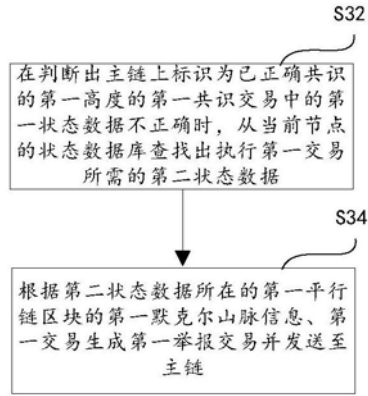 S32
在判断出主链上标识为已正确共识
的第一高度的第一共识交易中的第
一状态数据不正确时，从当前节点
的状态数据库查找出执行第一交易
所需的第二状态数据
S34
根据第二状态数据所在的第一平行
链区块的第一默克尔山脉信息、第
一交易生成第一举报交易并发送至
主链